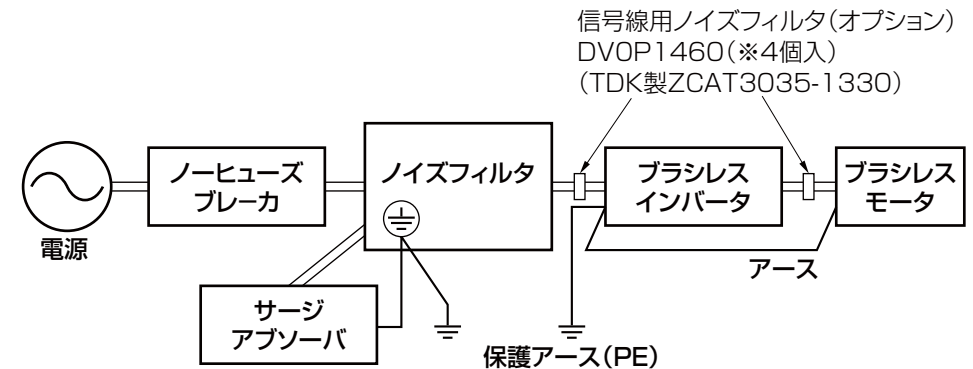 信号線用ノイズフィルタ(オプション)
DV0P1460(※4個入)
(TDK製ZCAT3035-1330)
ノーヒューズ
ブレーカ
ノイズフィルタ
ブラシレス
インバータ
ブラシレス
モータ
電源
アース
サージ
アブソーバ
保護アース(PE)